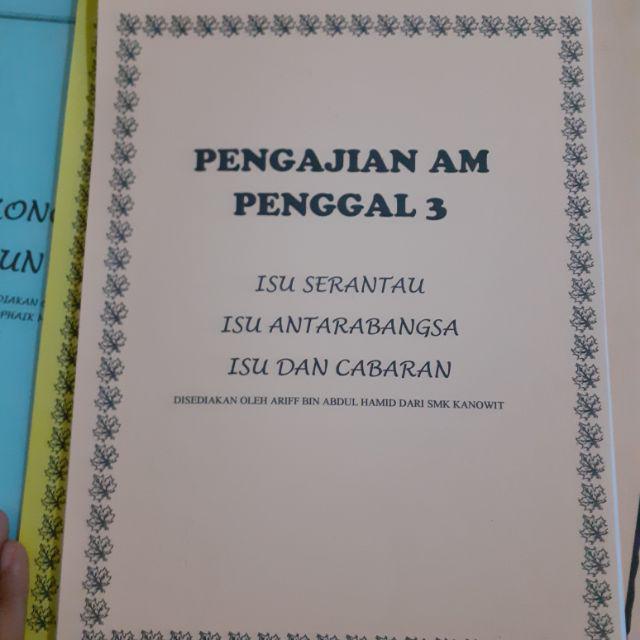 PENGAJIAN AM
PENGGAL 3
ISU SERANTAU
ISU ANTARABANGSA
ISU DAN CABARAN
DISEDIAKAN OLEH ARIFF BIN ABDUL HAMID DARI SMK KANOWIT